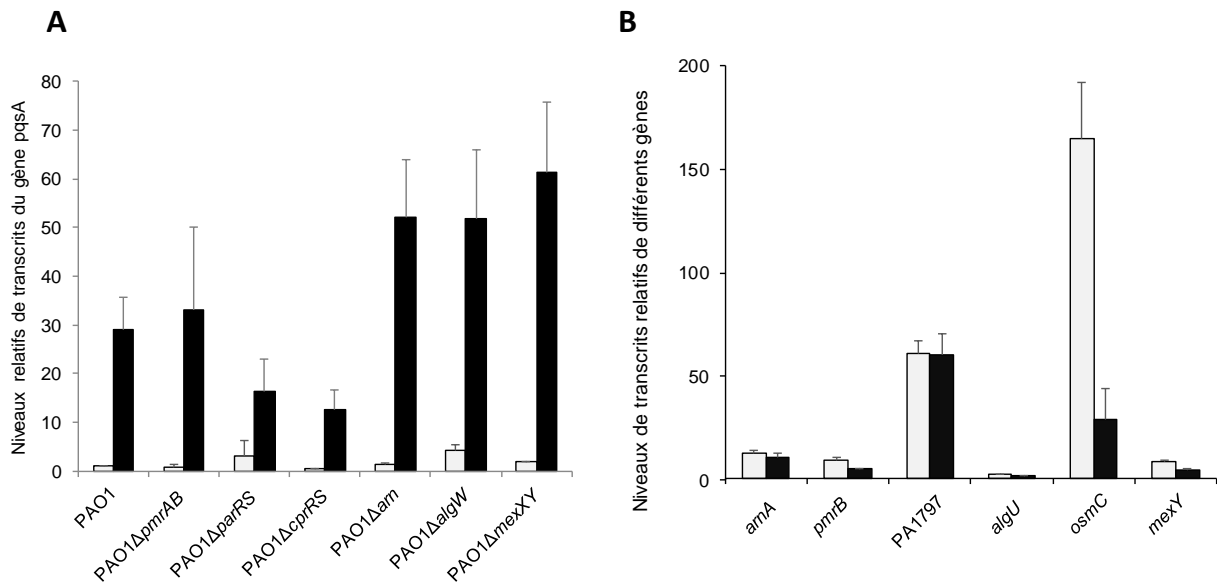 A
Niveaux relatifs de transcrits du gène pqsA
80
70
60
50
40
30
20
10
0
PAO1
PAO1ΔpmrAB
PAO1ΔparRS
PAO1ΔcprRS
PAO1Δarn
PAO1ΔalgW
PAO1ΔmexXY
B
Niveaux de transcrits relatifs de différents gènes
200
150
100
50
0
arnA
pmrB
PA1797
algU
osmC
mexY